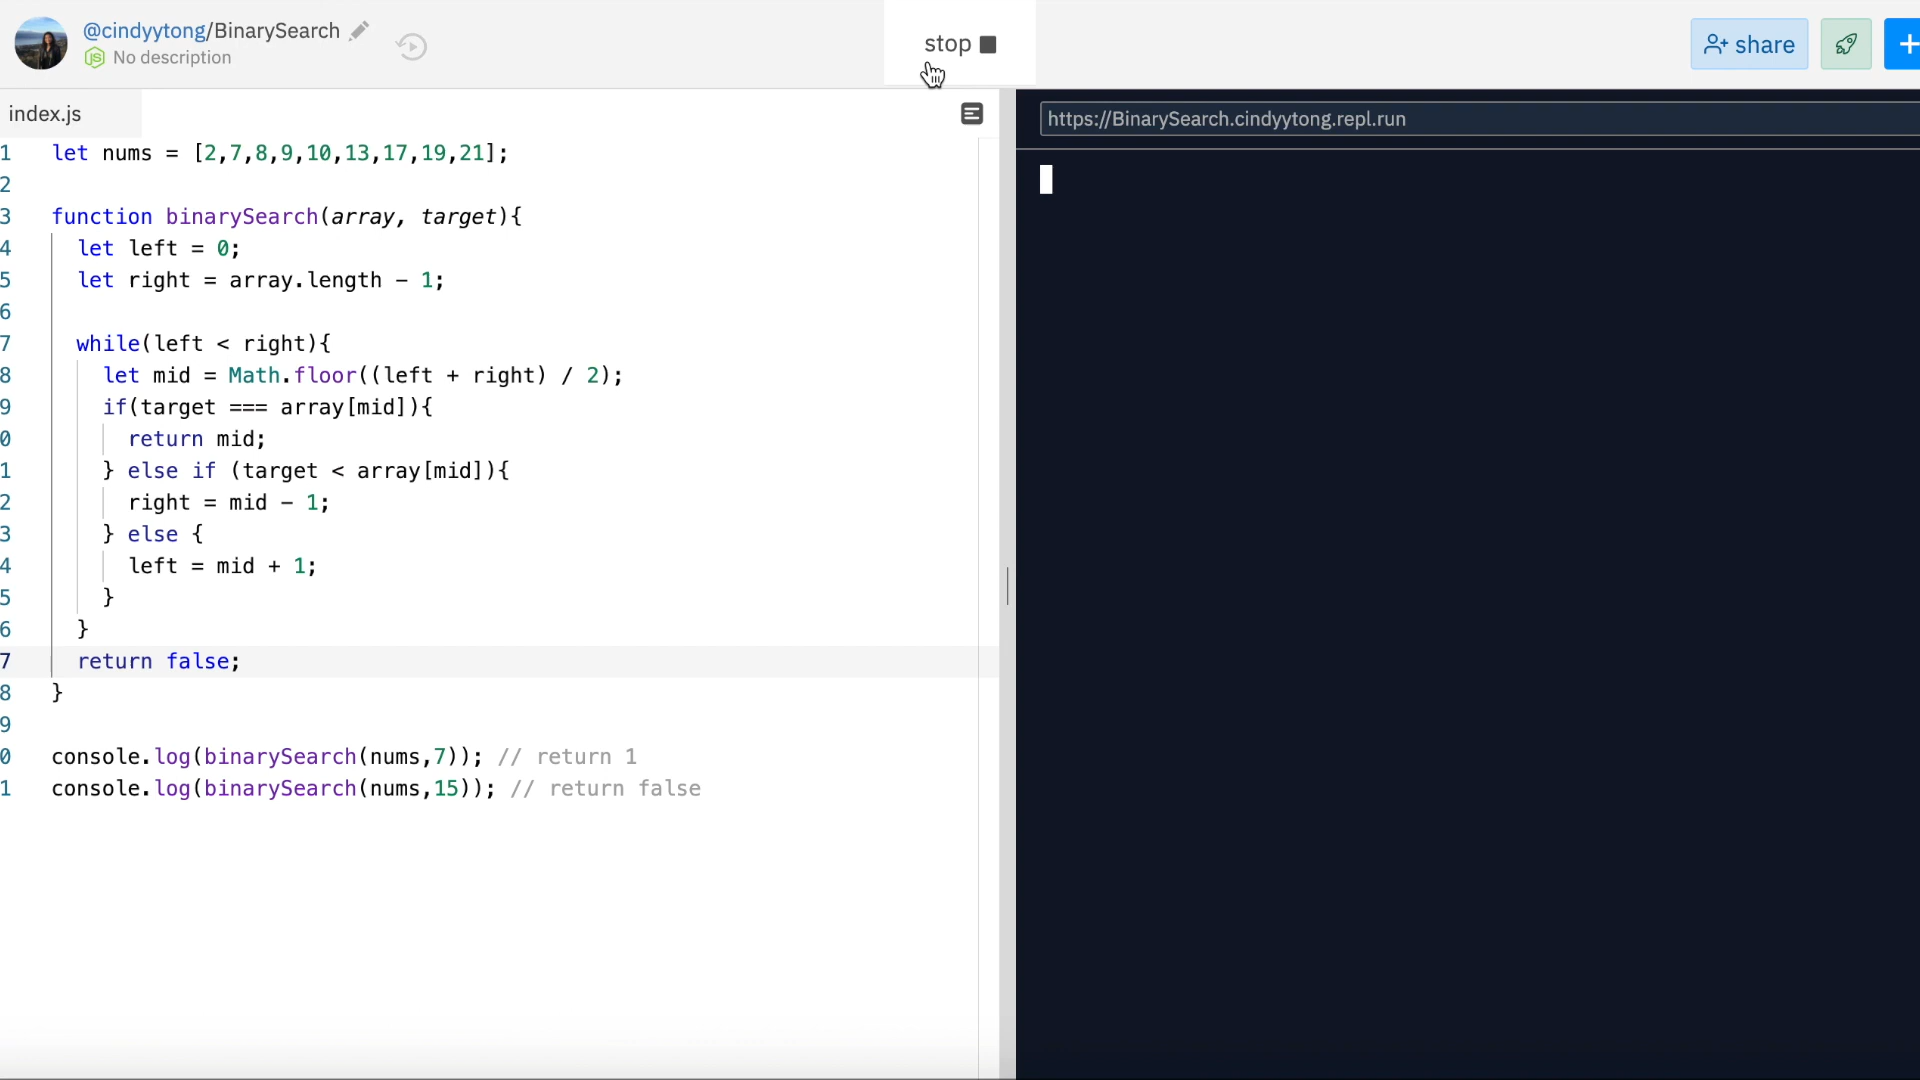 @cindyytong/BinarySearch
No description
stop
share
index.js
https://BinarySearch.cindyytong.repl.run
1 let nums = [2,7,8,9,10,13,17,19,21];
2
3 function binarySearch(array, target){
4 let left = 0;
5 let right = array.length - 1;
6
7 while(left < right){
8 let mid = Math.floor((left + right) / 2);
9 if(target === array[mid]){
0 return mid;
1 } else if (target < array[mid]){
2 right = mid - 1;
3 } else {
4 left = mid + 1;
5 }
6 }
7 return false;
8 }
9
0 console.log(binarySearch(nums,7)); // return 1
1 console.log(binarySearch(nums,15)); // return false